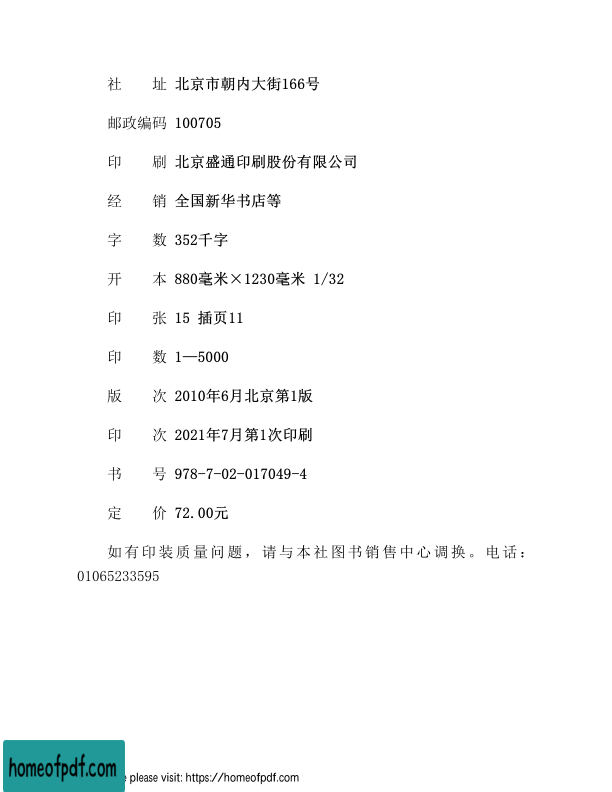 社　　址 北京市朝内大街166号
邮政编码 100705
印　　刷 北京盛通印刷股份有限公司
经　　销 全国新华书店等
字　　数 352千字
开　　本 880毫米×1230毫米 1/32
印　　张 15 插页11
印　　数 1—5000
版　　次 2010年6月北京第1版
印　　次 2021年7月第1次印刷
书　　号 978-7-02-017049-4
定　　价 72.00元
如有印装质量问题，请与本社图书销售中心调换。电话：
01065233595
homeofpdf.com
please visit: https://homeofpdf.com